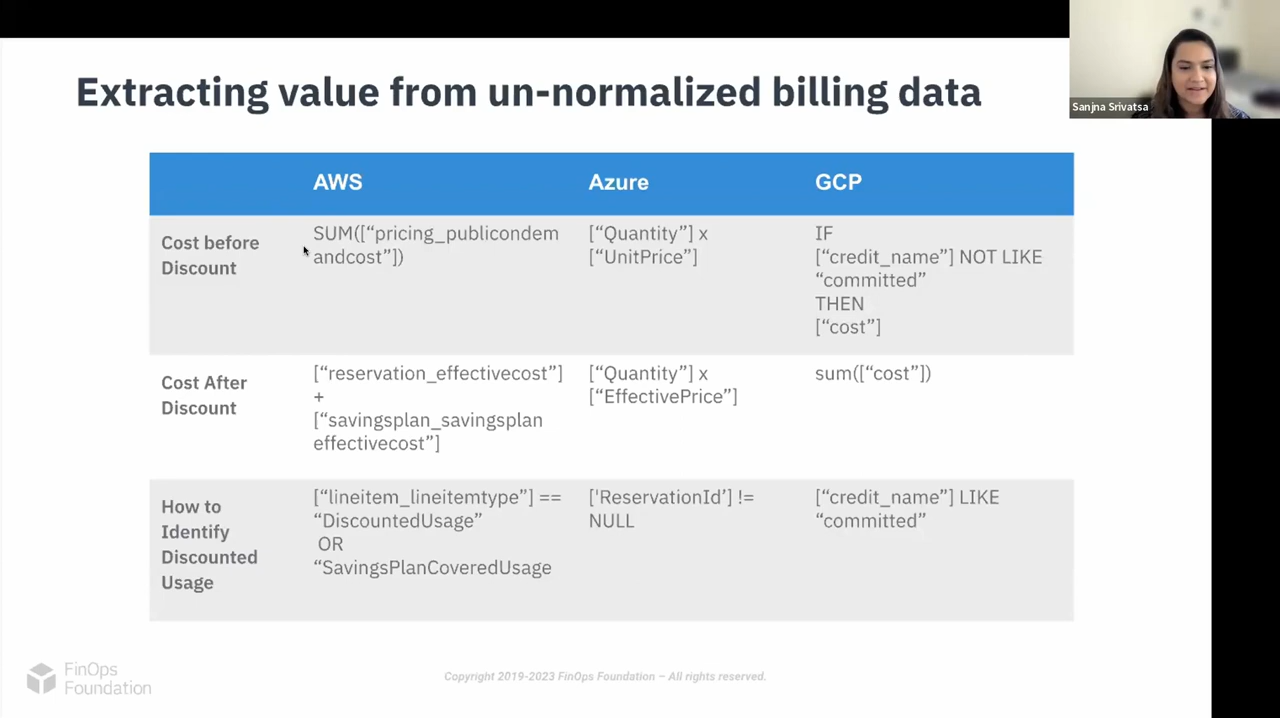 Extracting value from un-normalized billing data
Sanjna Srivatsa
AWS
Azure
GCP
Cost before
Discount
SUM([“pricing_publicondem
andcost”])
[“Quantity”] x
[“UnitPrice”]
IF
[“credit_name”] NOT LIKE
“committed”
THEN
[“cost”]
Cost After
Discount
[“reservation_effectivecost”]
+
[“savingsplan_savingsplan
effectivecost”]
[“Quantity”] x
[“EffectivePrice”]
sum([“cost”])
How to
Identify
Discounted
Usage
[“lineitem_lineitemtype”] ==
“DiscountedUsage”
OR
“SavingsPlanCoveredUsage
['ReservationId’] !=
NULL
[“credit_name”] LIKE
“committed”
FinOps
Foundation
Copyright 2019-2023 FinOps Foundation – All rights reserved.